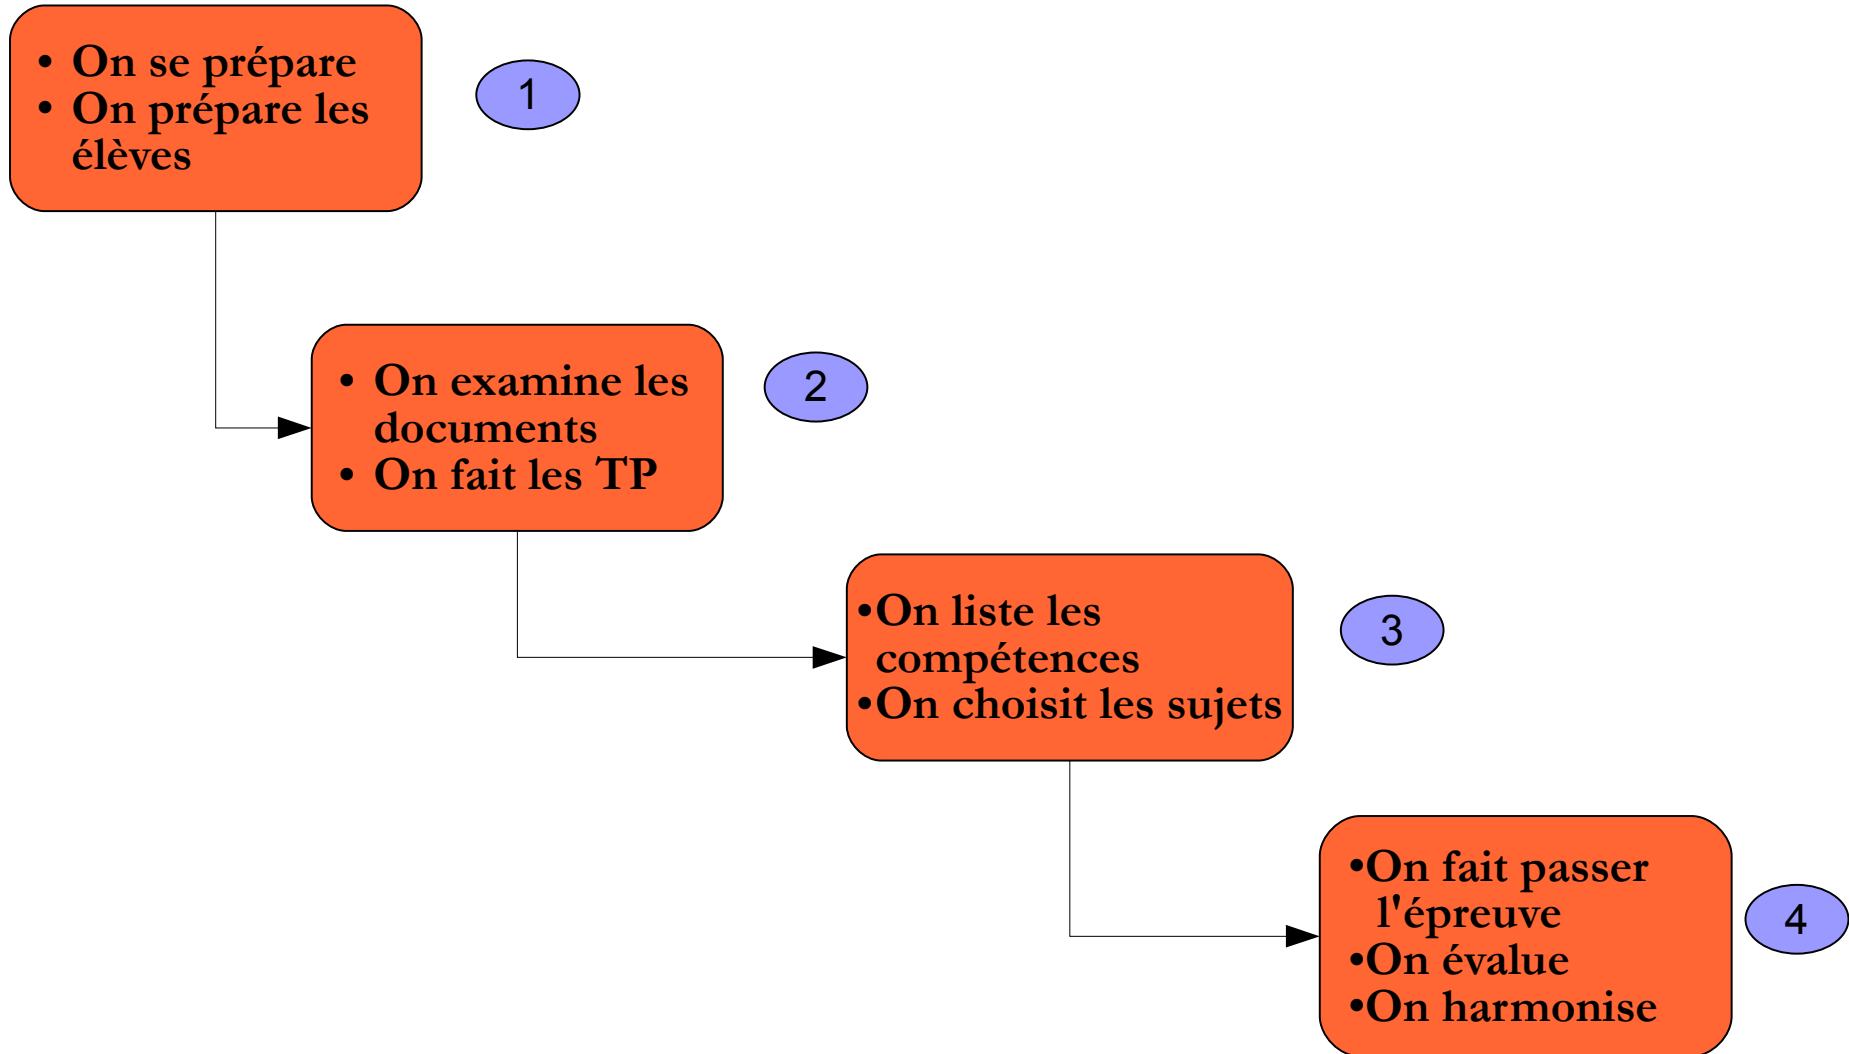 • On se prépare
• On prépare les
élèves
1
• On examine les
documents
• On fait les TP
2
•On liste les
compétences
•On choisit les sujets
3
•On fait passer
l'épreuve
•On évalue
•On harmonise
4